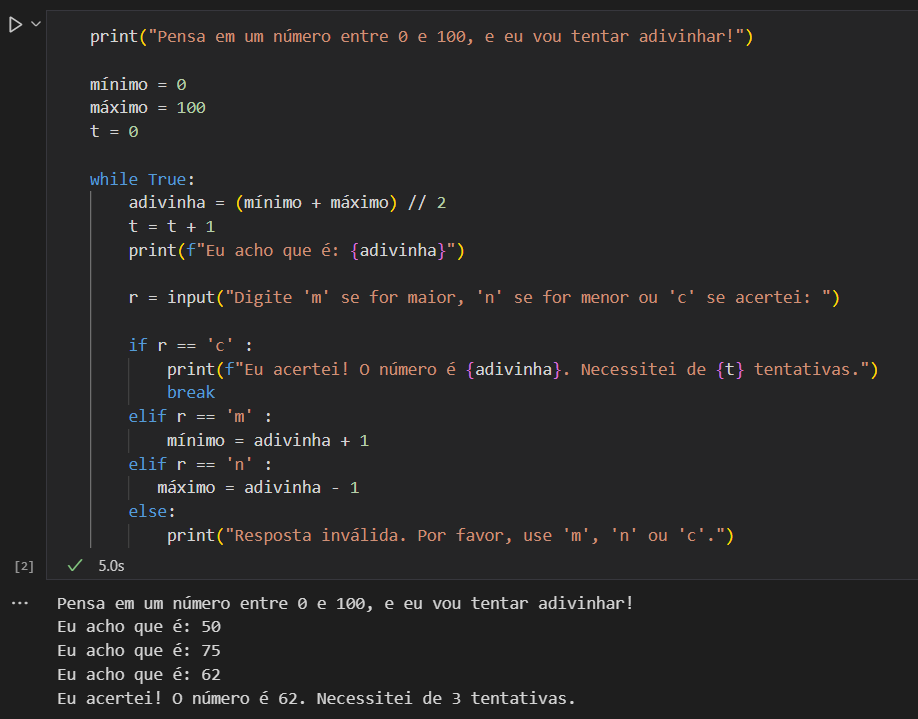 print("Pensa em um número entre 0 e 100, e eu vou tentar adivinhar!")
mínimo = 0
máximo = 100
t = 0
while True:
adivinha = (mínimo + máximo) // 2
t = t + 1
print(f"Eu acho que é: {adivinha}")
r = input("Digite 'm' se for maior, 'n' se for menor ou 'c' se acertei: ")
if r == 'c' :
print(f"Eu acertei! O número é {adivinha}. Necessitei de {t} tentativas.")
break
elif r == 'm' :
mínimo = adivinha + 1
elif r == 'n' :
máximo = adivinha - 1
else:
print("Resposta inválida. Por favor, use 'm', 'n' ou 'c'.")
[2] 5.0s
... Pensa em um número entre 0 e 100, e eu vou tentar adivinhar!
Eu acho que é: 50
Eu acho que é: 75
Eu acho que é: 62
Eu acertei! O número é 62. Necessitei de 3 tentativas.